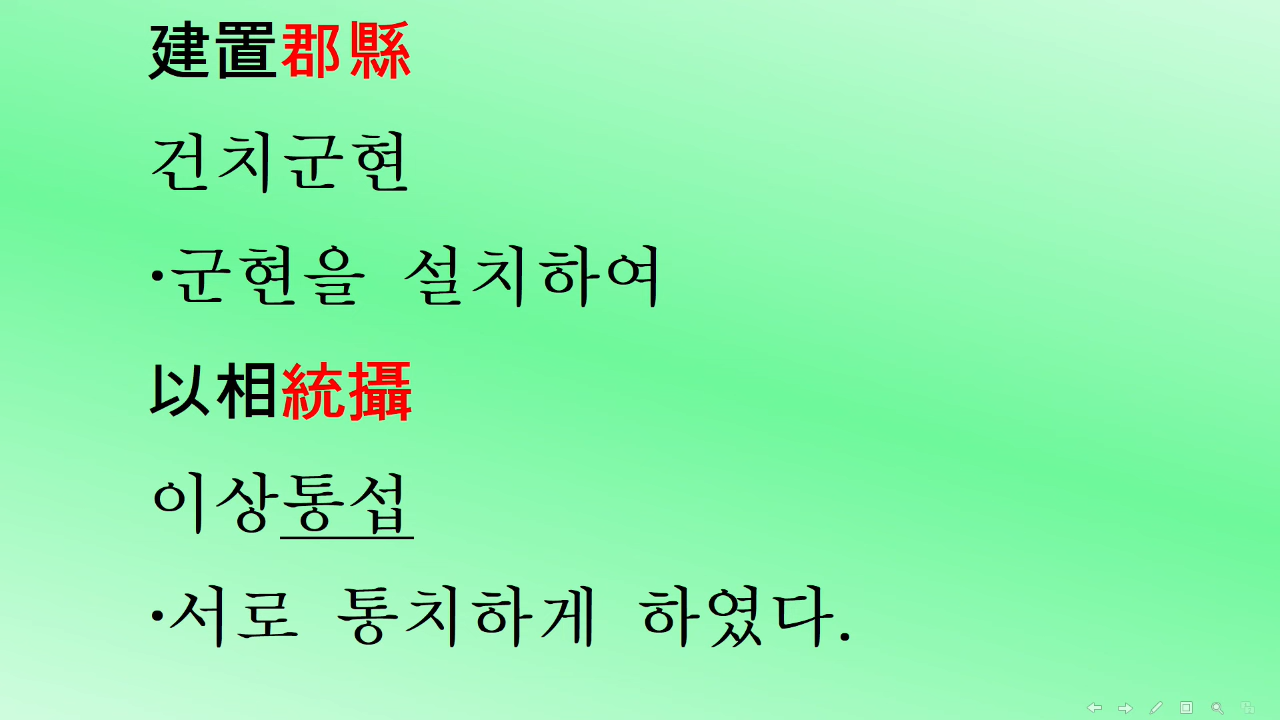 建置郡縣
건치군현
·군현을 설치하여
以相統攝
이상통섭
·서로 통치하게 하였다.